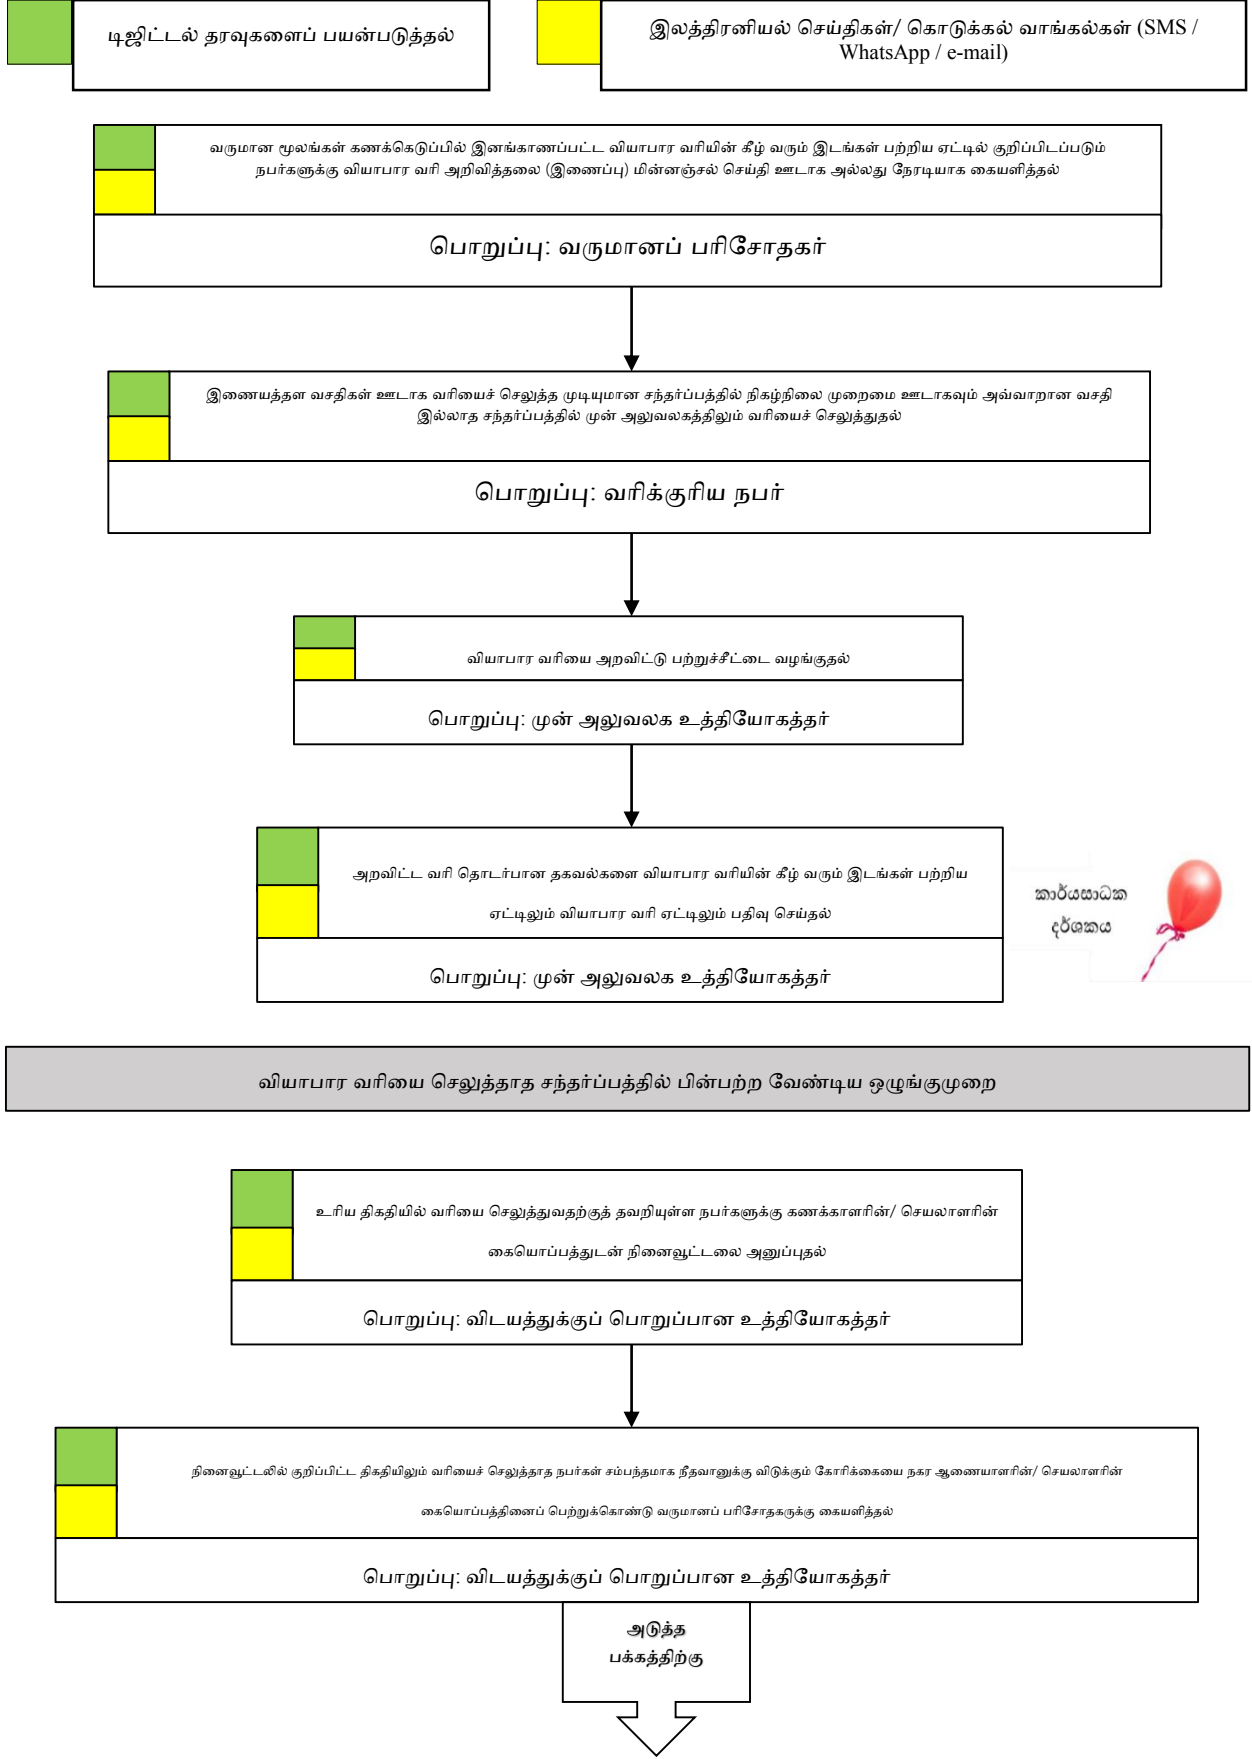 டிஜிட்டல் தரவுகளைப் பயன்படுத்தல்
இலத்திரனியல் செய்திகள்/ கொடுக்கல் வாங்கல்கள் (SMS /
WhatsApp / e-mail)
வருமான மூலங்கள் கணக்கெடுப்பில் இனங்காணப்பட்ட வியாபார வரியின் கீழ் வரும் இடங்கள் பற்றிய ஏட்டில் குறிப்பிடப்படும்
நபர்களுக்கு வியாபார வரி அறிவித்தலை (இணைப்பு) மின்னஞ்சல் செய்தி ஊடாக அல்லது நேரடியாக கையளித்தல்
பொறுப்பு: வருமானப் பரிசோதகர்
இணையத்தள வசதிகள் ஊடாக வரியைச் செலுத்த முடியுமான சந்தர்ப்பத்தில் நிகழ்நிலை முறைமை ஊடாகவும் அவ்வாறான வசதி
இல்லாத சந்தர்ப்பத்தில் முன் அலுவலகத்திலும் வரியைச் செலுத்துதல்
பொறுப்பு: வரிக்குரிய நபர்
வியாபார வரியை அறவிட்டு பற்றுச்சீட்டை வழங்குதல்
பொறுப்பு: முன் அலுவலக உத்தியோகத்தர்
அறவிட்ட வரி தொடர்பான தகவல்களை வியாபார வரியின் கீழ் வரும் இடங்கள் பற்றிய
ஏட்டிலும் வியாபார வரி ஏட்டிலும் பதிவு செய்தல்
பொறுப்பு: முன் அலுவலக உத்தியோகத்தர்
කාර්යසාධක
දර්ශකය
வியாபார வரியை செலுத்தாத சந்தர்ப்பத்தில் பின்பற்ற வேண்டிய ஒழுங்குமுறை
உரிய திகதியில் வரியை செலுத்துவதற்குத் தவறியுள்ள நபர்களுக்கு கணக்காளரின்/ செயலாளரின்
கையொப்பத்துடன் நினைவூட்டலை அனுப்புதல்
பொறுப்பு: விடயத்துக்குப் பொறுப்பான உத்தியோகத்தர்
நினைவூட்டலில் குறிப்பிட்ட திகதியிலும் வரியைச் செலுத்தாத நபர்கள் சம்பந்தமாக நீதவானுக்கு விடுக்கும் கோரிக்கையை நகர ஆணையாளரின்/ செயலாளரின்
கையொப்பத்தினைப் பெற்றுக்கொண்டு வருமானப் பரிசோதகருக்கு கையளித்தல்
பொறுப்பு: விடயத்துக்குப் பொறுப்பான உத்தியோகத்தர்
அடுத்த
பக்கத்திற்கு